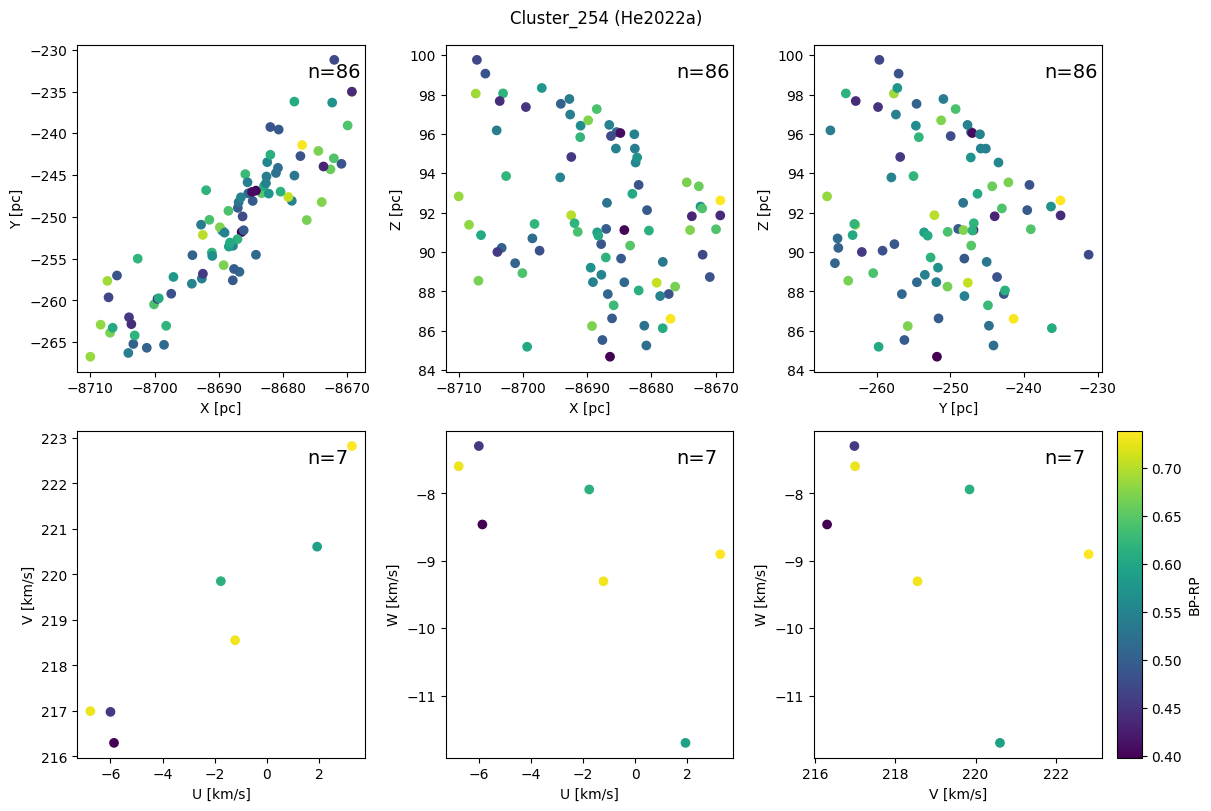 Cluster_254 (He2022a)
n=86
Y [pc]
−230
−235
−240
−245
−250
−255
−260
−265
−8710 −8700 −8690 −8680 −8670
X [pc]
n=86
Z [pc]
100
98
96
94
92
90
88
86
84
−8710 −8700 −8690 −8680 −8670
X [pc]
n=86
Z [pc]
100
98
96
94
92
90
88
86
84
−260 −250 −240 −230
Y [pc]
n=7
V [km/s]
223
222
221
220
219
218
217
216
−6 −4 −2 0 2
U [km/s]
n=7
W [km/s]
−8
−9
−10
−11
−6 −4 −2 0 2
U [km/s]
n=7
W [km/s]
−8
−9
−10
−11
216 218 220 222
V [km/s]
0.70
0.65
0.60
0.55
0.50
0.45
0.40
BP-RP